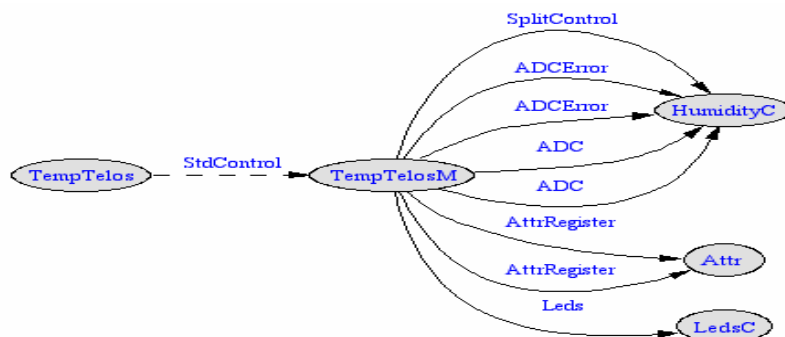 SplitControl
ADCError
ADCError
HumidityC
ADC
StdControl
TempTelos
TempTelosM
ADC
AttrRegister
Attr
AttrRegister
Leds
LedsC